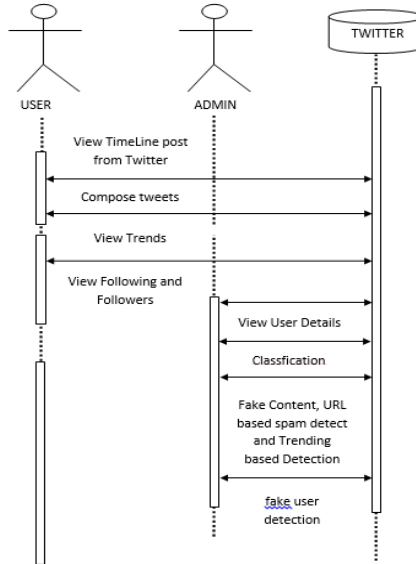 TWITTER
USER
ADMIN
View TimeLine post
from Twitter
Compose tweets
View Trends
View Following and
Followers
View User Details
Classfication
Fake Content, URL
based spam detect
and Trending
based Detection
fake user
detection